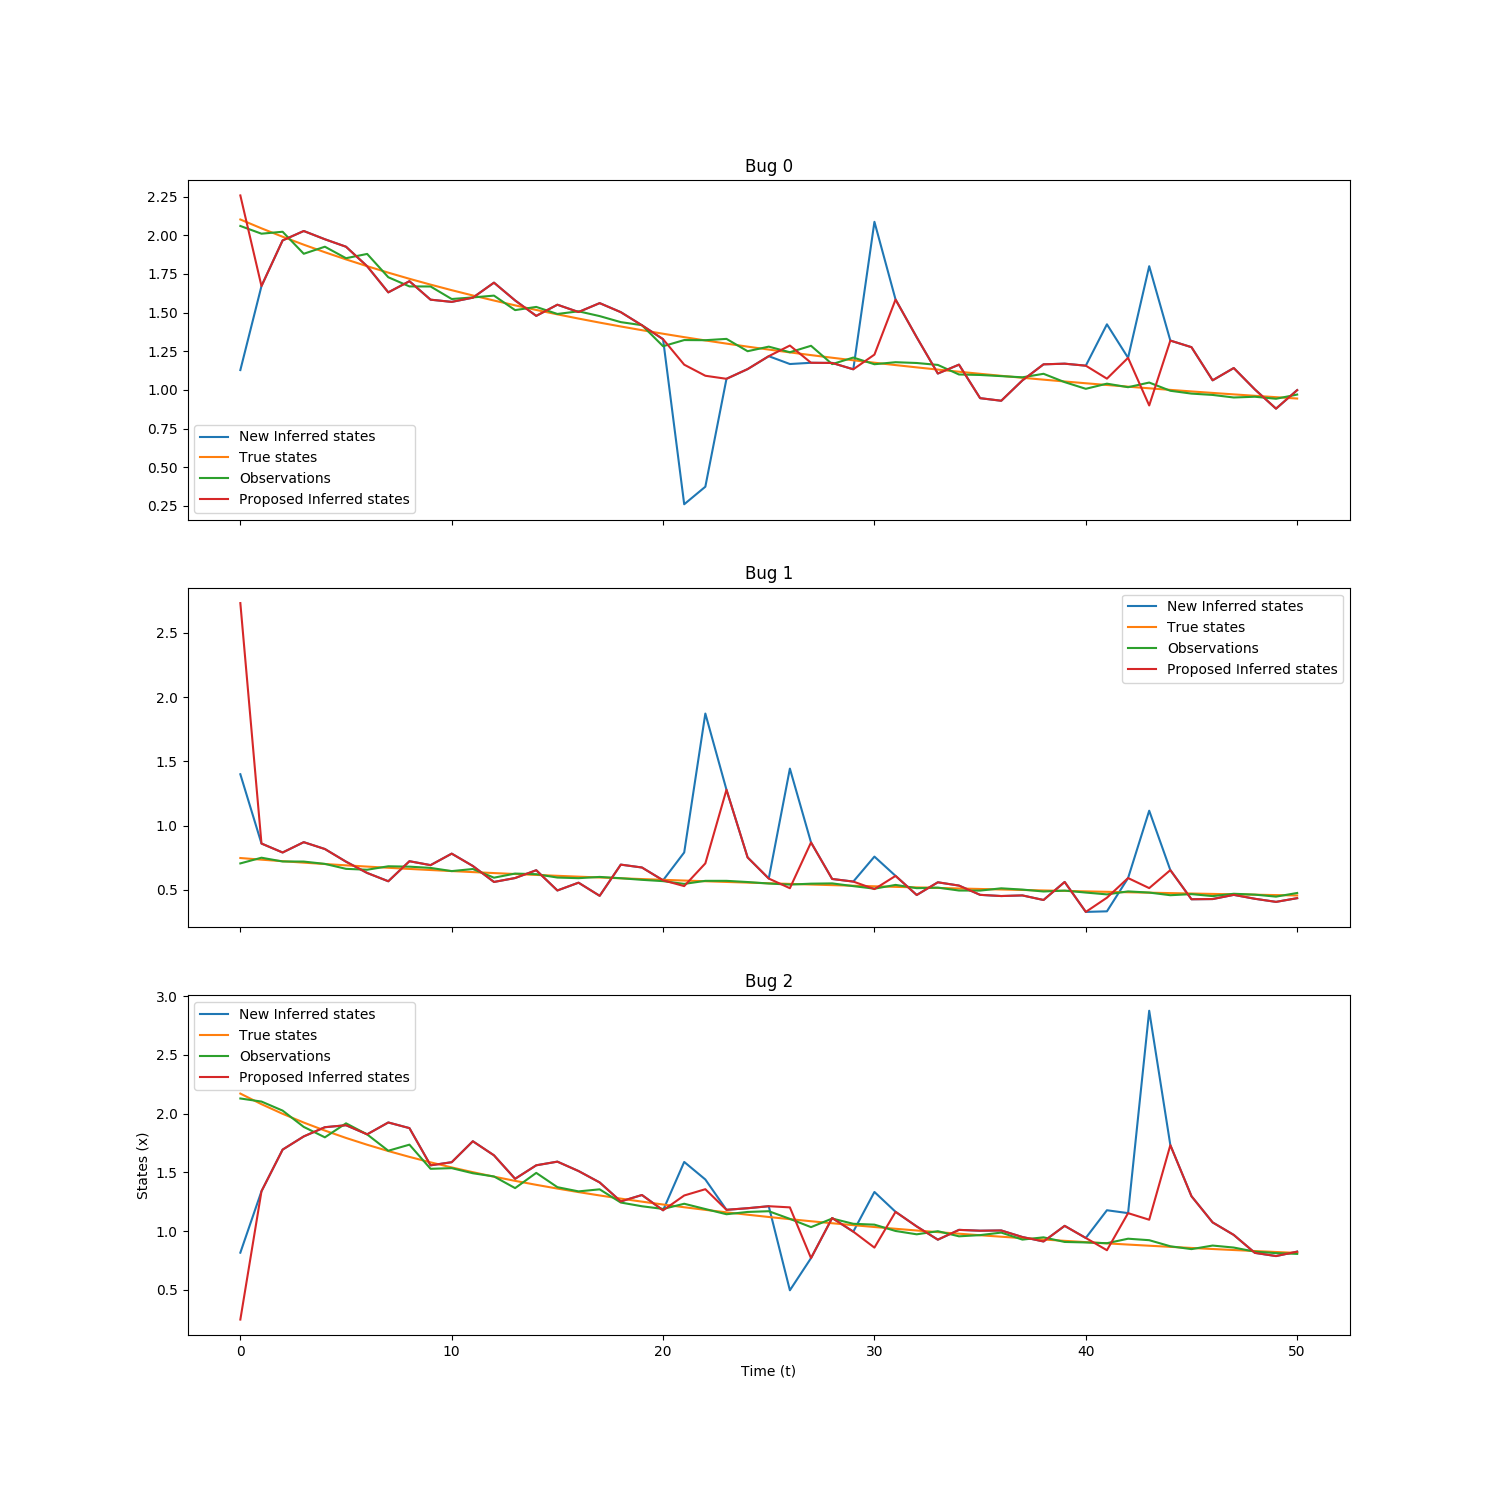 Bug 0
2.25
2.00
1.75
1.50
1.25
1.00
0.75
0.50
0.25
New Inferred states
True states
Observations
Proposed Inferred states
Bug 1
2.5
2.0
1.5
1.0
0.5
New Inferred states
True states
Observations
Proposed Inferred states
Bug 2
3.0
2.5
2.0
1.5
1.0
0.5
New Inferred states
True states
Observations
Proposed Inferred states
States (x)
0 10 20 30 40 50
Time (t)